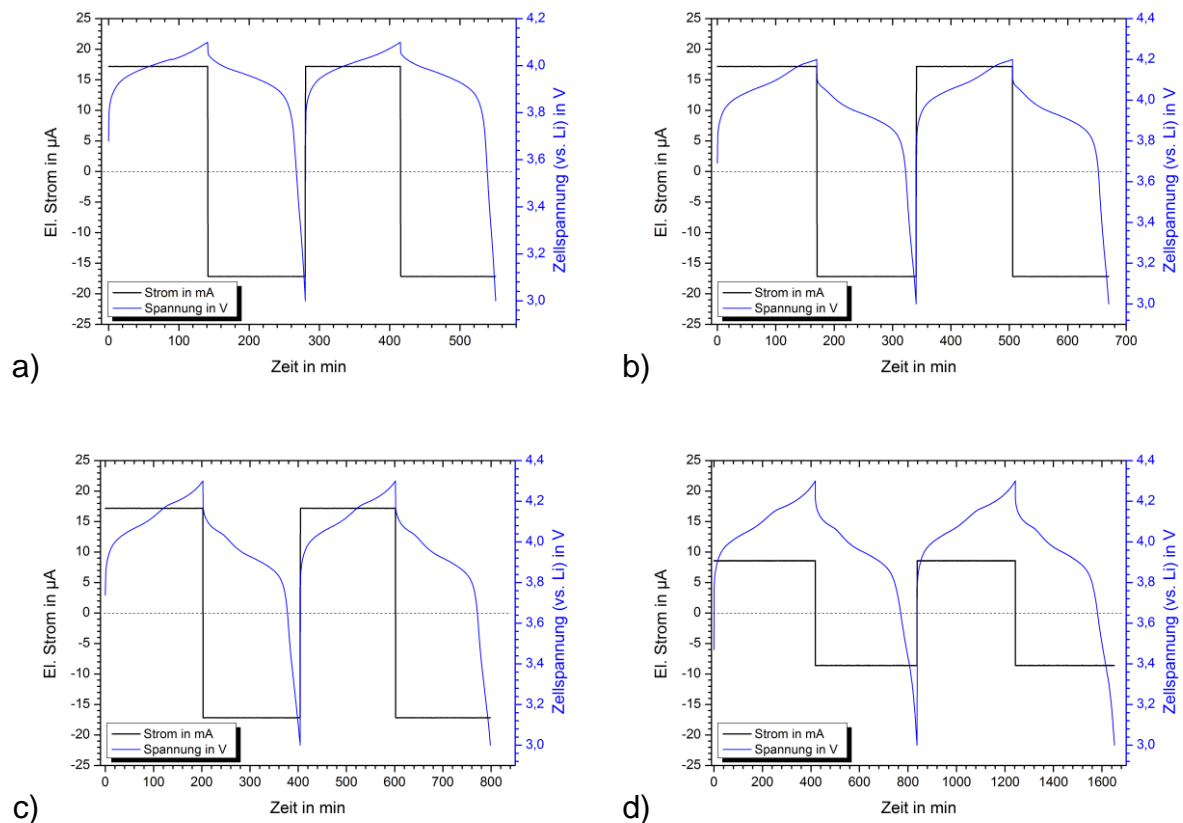 25
20
15
10
5
0
-5
-10
-15
-20
-25
El. Strom in µA
4,2
4,0
3,8
3,6
3,4
3,2
3,0
Zellspannung (vs. Li) in V
Strom in mA
Spannung in V
0 100 200 300 400 500
Zeit in min
a)
25
20
15
10
5
0
-5
-10
-15
-20
-25
El. Strom in µA
4,4
4,2
4,0
3,8
3,6
3,4
3,2
3,0
Zellspannung (vs. Li) in V
Strom in mA
Spannung in V
0 100 200 300 400 500 600 700
Zeit in min
b)
25
20
15
10
5
0
-5
-10
-15
-20
-25
El. Strom in µA
4,4
4,2
4,0
3,8
3,6
3,4
3,2
3,0
Zellspannung (vs. Li) in V
Strom in mA
Spannung in V
0 100 200 300 400 500 600 700 800
Zeit in min
c)
25
20
15
10
5
0
-5
-10
-15
-20
-25
El. Strom in µA
4,4
4,2
4,0
3,8
3,6
3,4
3,2
3,0
Zellspannung (vs. Li) in V
Strom in mA
Spannung in V
0 200 400 600 800 1000 1200 1400 1600
Zeit in min
d)